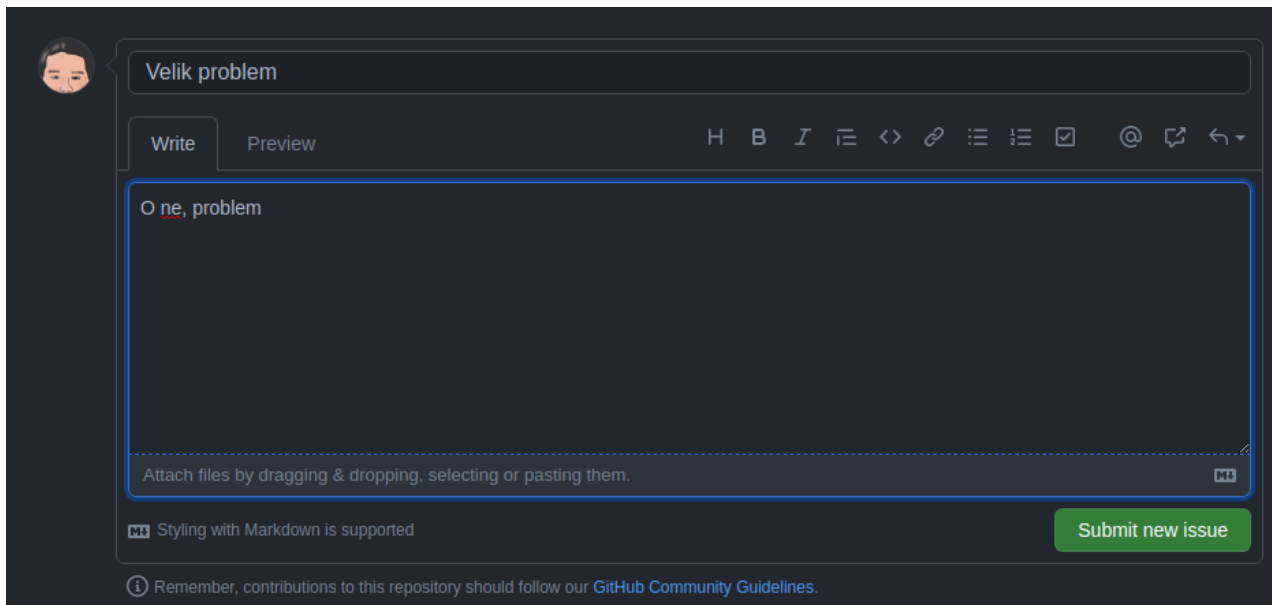 Velik problem
Write Preview
O ne, problem
Attach files by dragging & dropping, selecting or pasting them.
Styling with Markdown is supported
Submit new issue
Remember, contributions to this repository should follow our GitHub Community Guidelines.